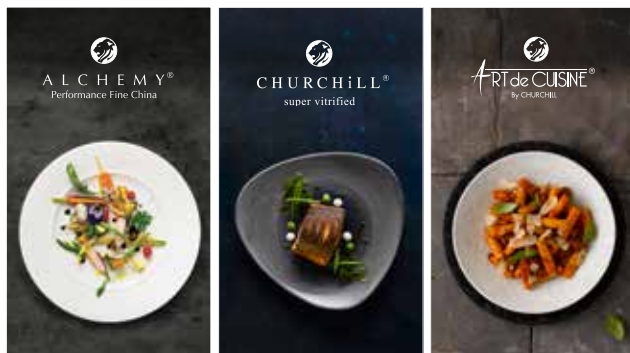 ALCHEMY®
Performance Fine China
CHURCHiLL®
super vitrified
ART de CUISINE®
By CHURCHILL